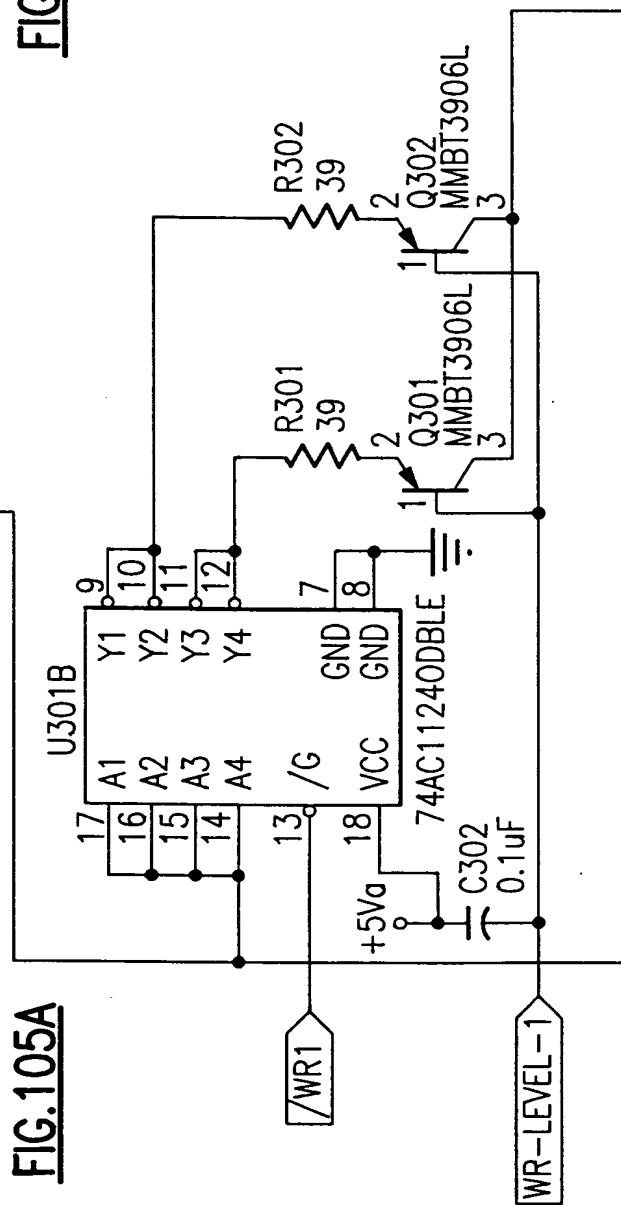 FIG
FIG.105A
U301B
17 A1 Y1 9
16 A2 Y2 10
15 A3 Y3 11
14 A4 Y4 12
13 /G
GND 7
18 VCC GND 8
74AC11240DBLE
R301
39
R302
39
1 2 3
Q301
MMBT3906L
1 2 3
Q302
MMBT3906L
+5Va
C302
0.1uF
/WR1
WR-LEVEL-1